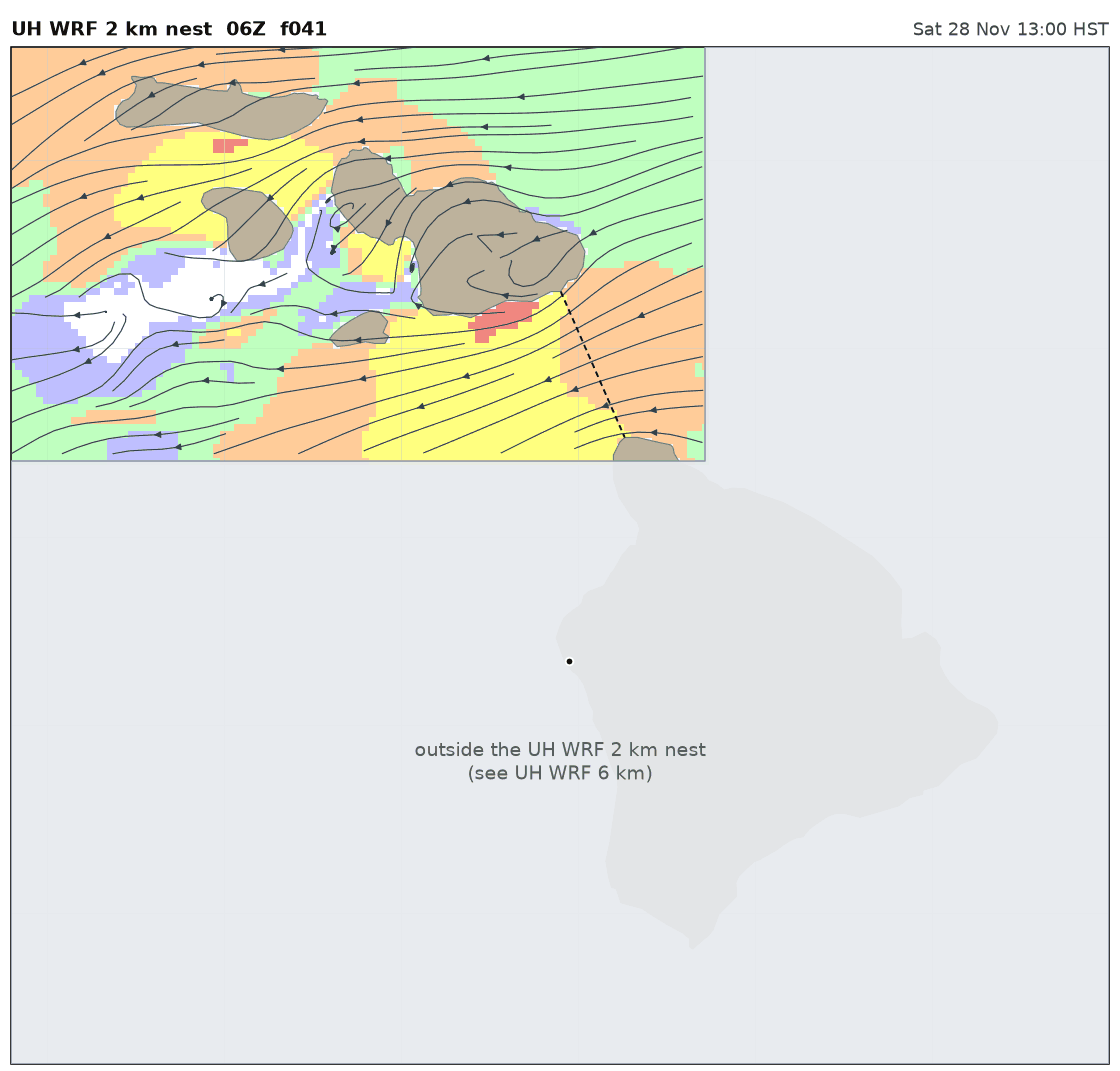 UH WRF 2 km nest  06Z  f041
Sat 28 Nov 13:00 HST
outside the UH WRF 2 km nest
(see UH WRF 6 km)